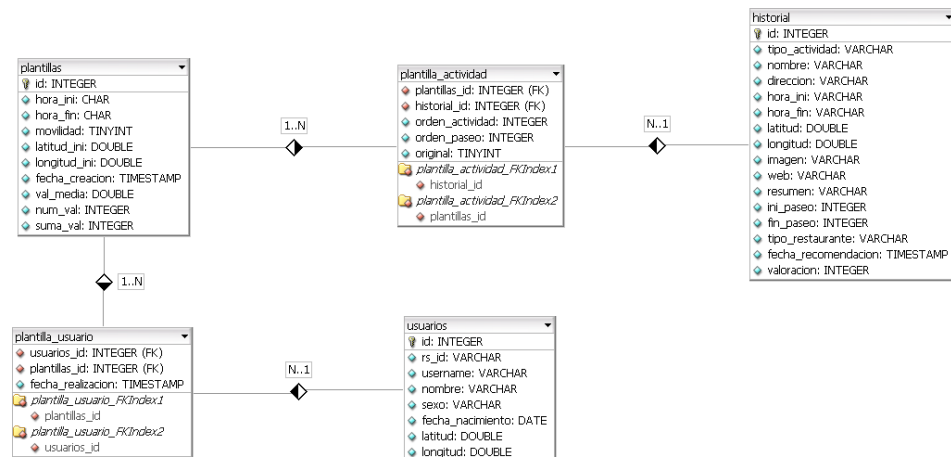 plantillas
id: INTEGER
hora_ini: CHAR
hora_fin: CHAR
movilidad: TINYINT
latitud_ini: DOUBLE
longitud_ini: DOUBLE
fecha_creacion: TIMESTAMP
val_media: DOUBLE
num_val: INTEGER
suma_val: INTEGER
1..N
plantilla_actividad
plantillas_id: INTEGER (FK)
historial_id: INTEGER (FK)
orden_actividad: INTEGER
orden_paseo: INTEGER
original: TINYINT
plantilla_actividad_FKIndex1
historial_id
plantilla_actividad_FKIndex2
plantillas_id
N..1
historial
id: INTEGER
tipo_actividad: VARCHAR
nombre: VARCHAR
direccion: VARCHAR
hora_ini: VARCHAR
hora_fin: VARCHAR
latitud: DOUBLE
longitud: DOUBLE
imagen: VARCHAR
web: VARCHAR
resumen: VARCHAR
ini_paseo: INTEGER
fin_paseo: INTEGER
tipo_restaurante: VARCHAR
fecha_recomendacion: TIMESTAMP
valoracion: INTEGER
1..N
plantilla_usuario
usuarios_id: INTEGER (FK)
plantillas_id: INTEGER (FK)
fecha_realizacion: TIMESTAMP
plantilla_usuario_FKIndex1
plantillas_id
plantilla_usuario_FKIndex2
usuarios_id
N..1
usuarios
id: INTEGER
rs_id: VARCHAR
username: VARCHAR
nombre: VARCHAR
sexo: VARCHAR
fecha_nacimiento: DATE
latitud: DOUBLE
longitud: DOUBLE